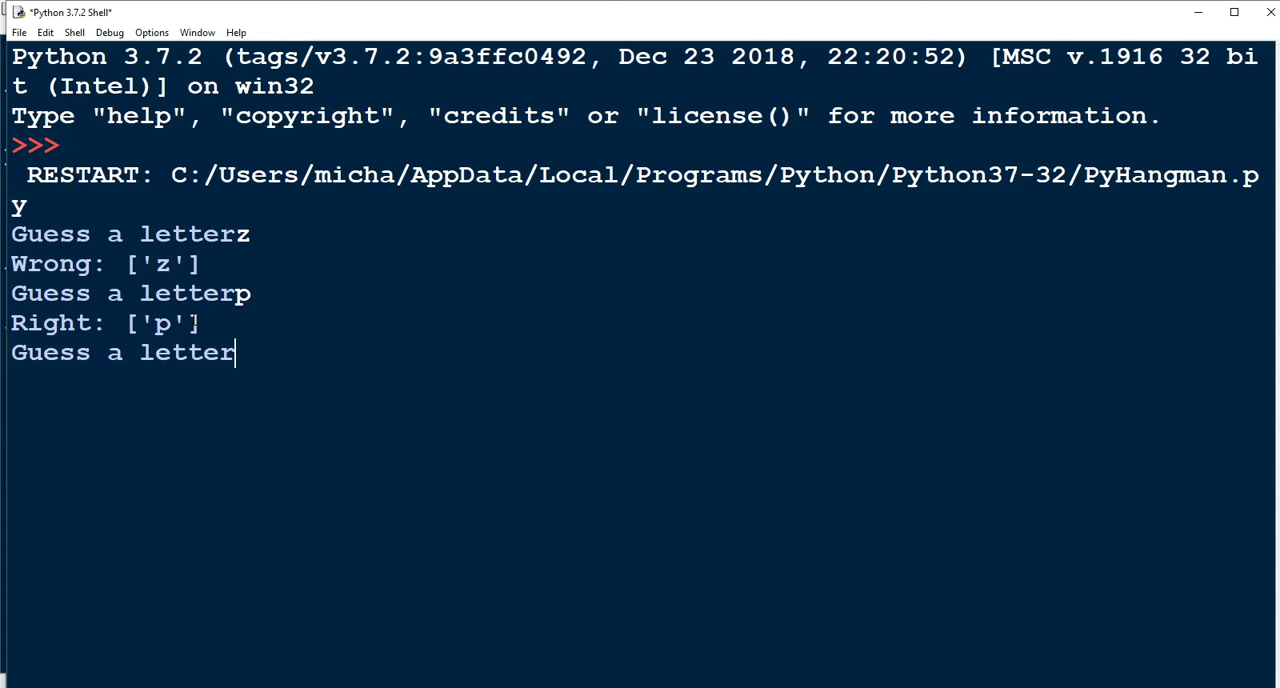 *Python 3.7.2 Shell*
File Edit Shell Debug Options Window Help
Python 3.7.2 (tags/v3.7.2:9a3ffc0492, Dec 23 2018, 22:20:52) [MSC v.1916 32 bi
t (Intel)] on win32
Type "help", "copyright", "credits" or "license()" for more information.
>>>
 RESTART: C:/Users/micha/AppData/Local/Programs/Python/Python37-32/PyHangman.p
y
Guess a letterz
Wrong: ['z']
Guess a letterp
Right: ['p']
Guess a letter